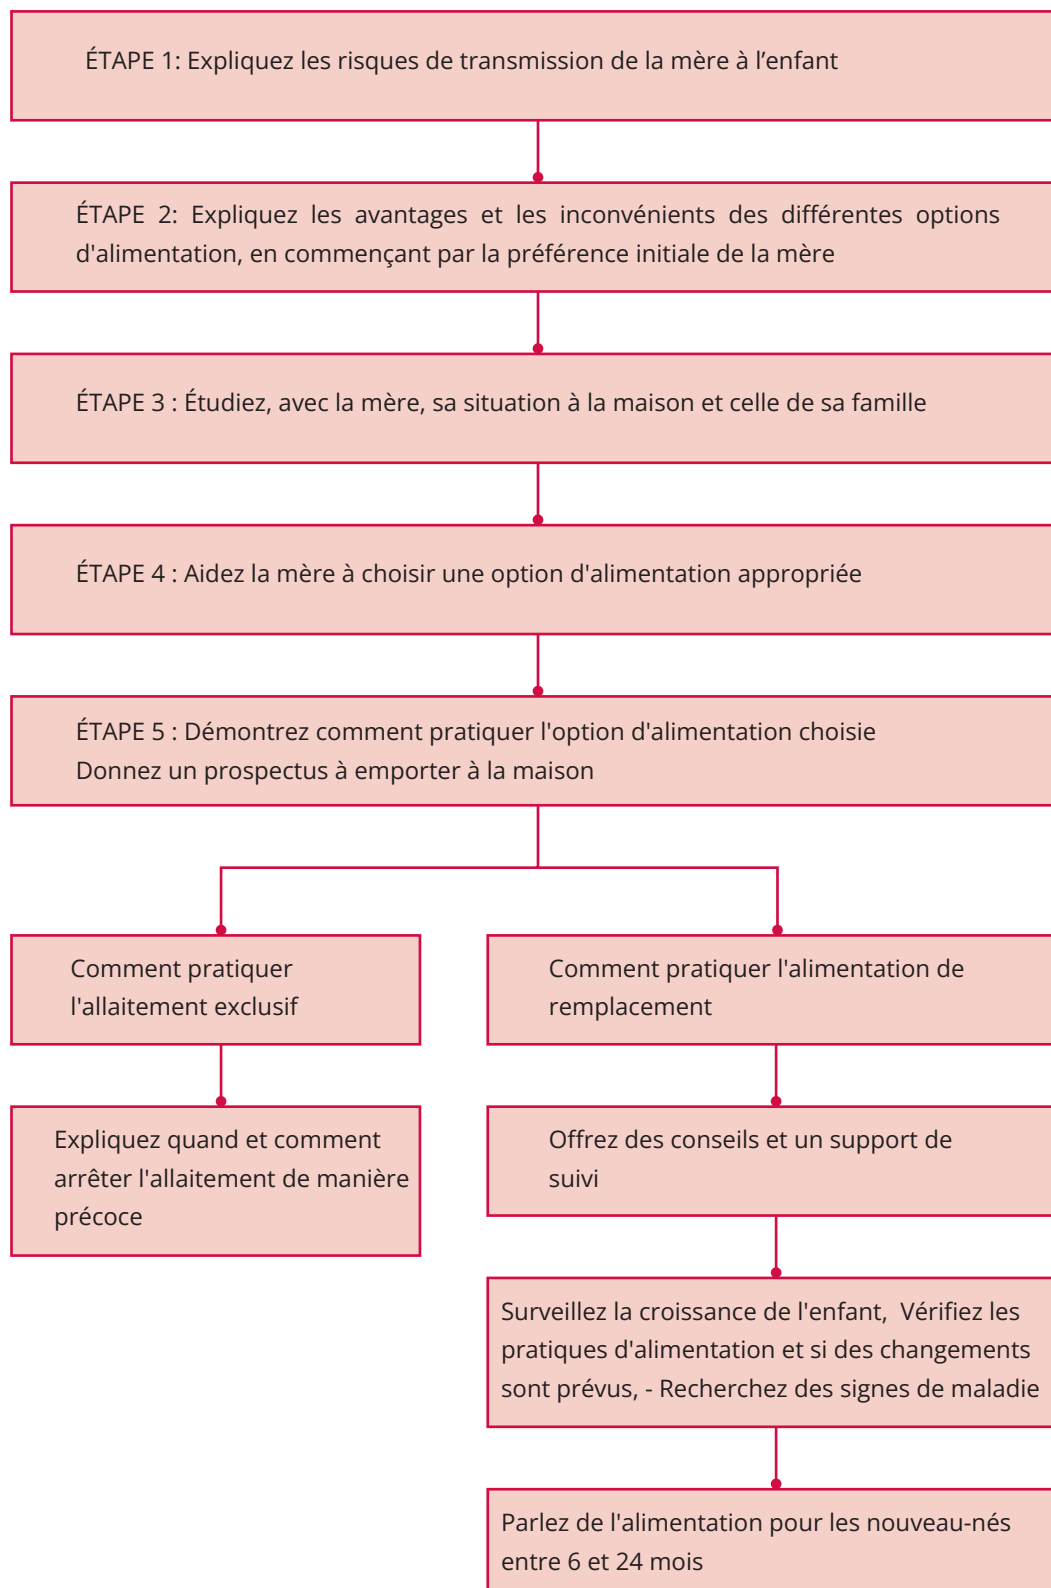 ÉTAPE 1: Expliquez les risques de transmission de la mère à l’enfant
ÉTAPE 2: Expliquez les avantages et les inconvénients des différentes options
d'alimentation, en commençant par la préférence initiale de la mère
ÉTAPE 3 : Étudiez, avec la mère, sa situation à la maison et celle de sa famille
ÉTAPE 4 : Aidez la mère à choisir une option d'alimentation appropriée
ÉTAPE 5 : Démontrez comment pratiquer l'option d'alimentation choisie
Donnez un prospectus à emporter à la maison
Comment pratiquer
l'allaitement exclusif
Expliquez quand et comment
arrêter l'allaitement de manière
précoce
Comment pratiquer l'alimentation de
remplacement
Offrez des conseils et un support de
suivi
Surveillez la croissance de l'enfant,  Vérifiez les
pratiques d'alimentation et si des changements
sont prévus, - Recherchez des signes de maladie
Parlez de l'alimentation pour les nouveau-nés
entre 6 et 24 mois